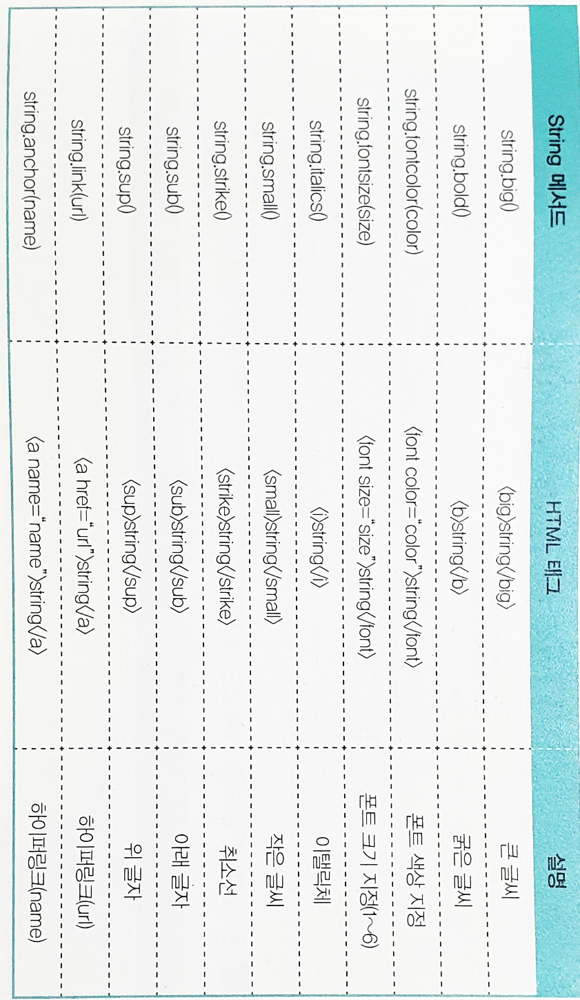 String 메서드 HTML 태그 설명
string.big() <big>string</big> 큰 글씨
string.bold() <b>string</b> 굵은 글씨
string.fontcolor(color) <font color=“color”>string</font> 폰트 색상 지정
string.fontsize(size) <font size=“size”>string</font> 폰트 크기 지정(1~6)
string.italics() <i>string</i> 이탤릭체
string.small() <small>string</small> 작은 글씨
string.strike() <strike>string</strike> 취소선
string.sub() <sub>string</sub> 아래 글자
string.sup() <sup>string</sup> 위 글자
string.link(url) <a href=“url”>string</a> 하이퍼링크(url)
string.anchor(name) <a name=“name”>string</a> 하이퍼링크(name)